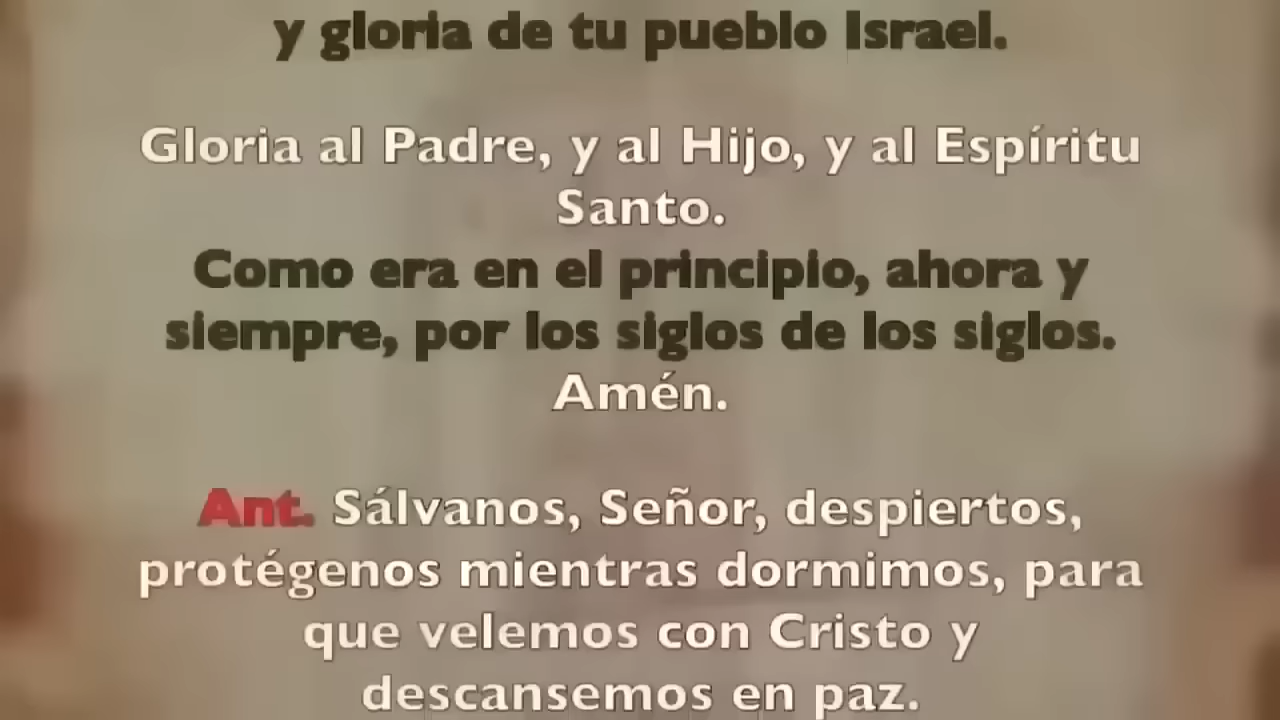 y gloria de tu pueblo Israel.
Gloria al Padre, y al Hijo, y al Espíritu
Santo.
Como era en el principio, ahora y
siempre, por los siglos de los siglos.
Amén.
Ant. Sálvanos, Señor, despiertos,
protégenos mientras dormimos, para
que velemos con Cristo y
descansemos en paz.